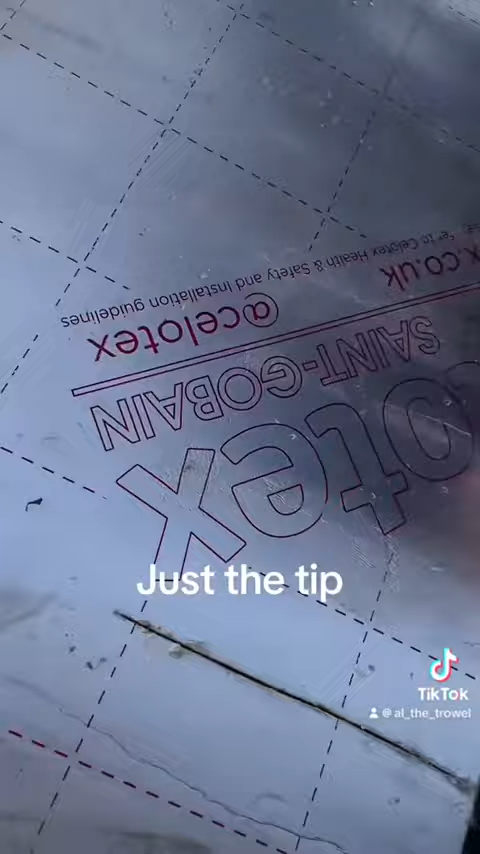 to Celotex Health & Safety and Installation guidelines
x.co.uk
@celotex
SAINT-GOBAIN
otex
Just the tip
TikTok
@al_the_trowel